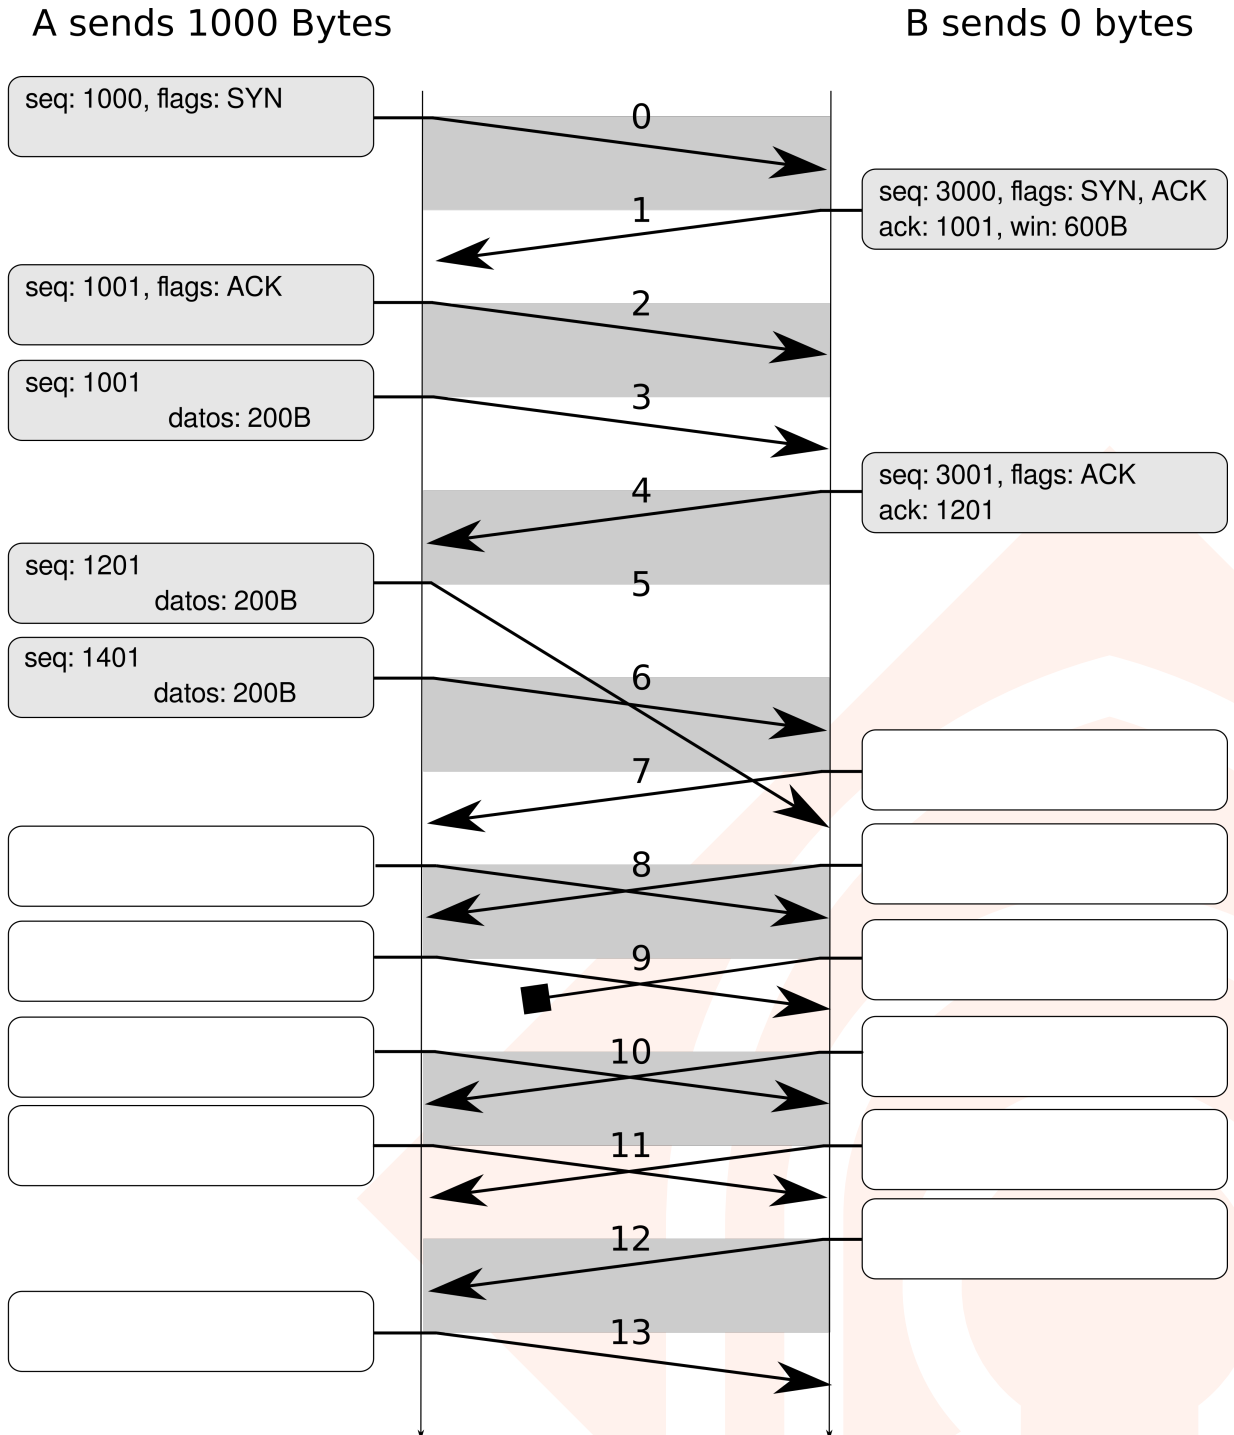 A sends 1000 Bytes
B sends 0 bytes
seq: 1000, flags: SYN
0
seq: 3000, flags: SYN, ACK
ack: 1001, win: 600B
1
seq: 1001, flags: ACK
2
seq: 1001
datos: 200B
3
seq: 3001, flags: ACK
ack: 1201
4
seq: 1201
datos: 200B
5
seq: 1401
datos: 200B
6
7
8
9
10
11
12
13